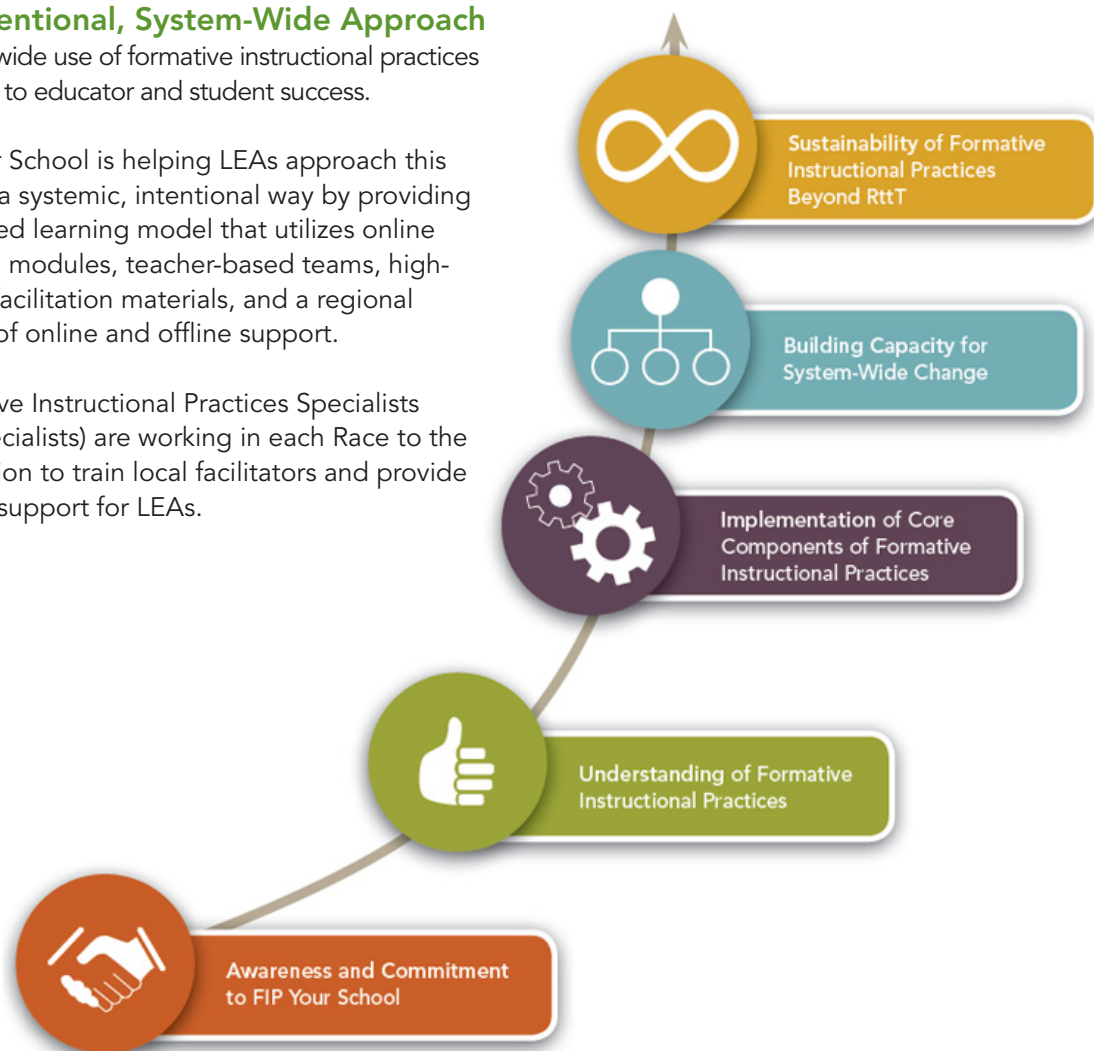 entional, System-Wide Approach
wide use of formative instructional practices
to educator and student success.
School is helping LEAs approach this
a systemic, intentional way by providing
ed learning model that utilizes online
modules, teacher-based teams, high-
acilitation materials, and a regional
of online and offline support.
ve Instructional Practices Specialists
ecialists) are working in each Race to the
ion to train local facilitators and provide
support for LEAs.
Sustainability of Formative
Instructional Practices
Beyond RttT
Building Capacity for
System-Wide Change
Implementation of Core
Components of Formative
Instructional Practices
Understanding of Formative
Instructional Practices
Awareness and Commitment
to FIP Your School